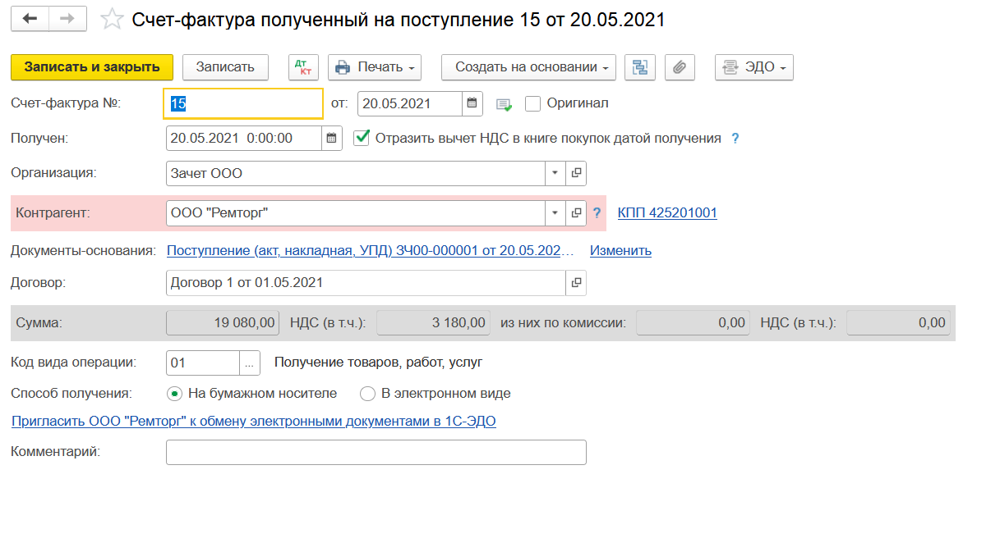 Счет-фактура полученный на поступление 15 от 20.05.2021
Записать и закрыть Записать Дт Кт Печать Создать на основании ЭДО
Счет-фактура №: 15 от: 20.05.2021 Оригинал
Получен: 20.05.2021 0:00:00 Отразить вычет НДС в книге покупок датой получения ?
Организация: Зачет ООО
Контрагент: ООО "Ремторг" ? КПП 425201001
Документы-основания: Поступление (акт, накладная, УПД) ЗЧ00-000001 от 20.05.202... Изменить
Договор: Договор 1 от 01.05.2021
Сумма: 19 080,00 НДС (в т.ч.): 3 180,00 из них по комиссии: 0,00 НДС (в т.ч.): 0,00
Код вида операции: 01 ... Получение товаров, работ, услуг
Способ получения: На бумажном носителе В электронном виде
Пригласить ООО "Ремторг" к обмену электронными документами в 1С-ЭДО
Комментарий: